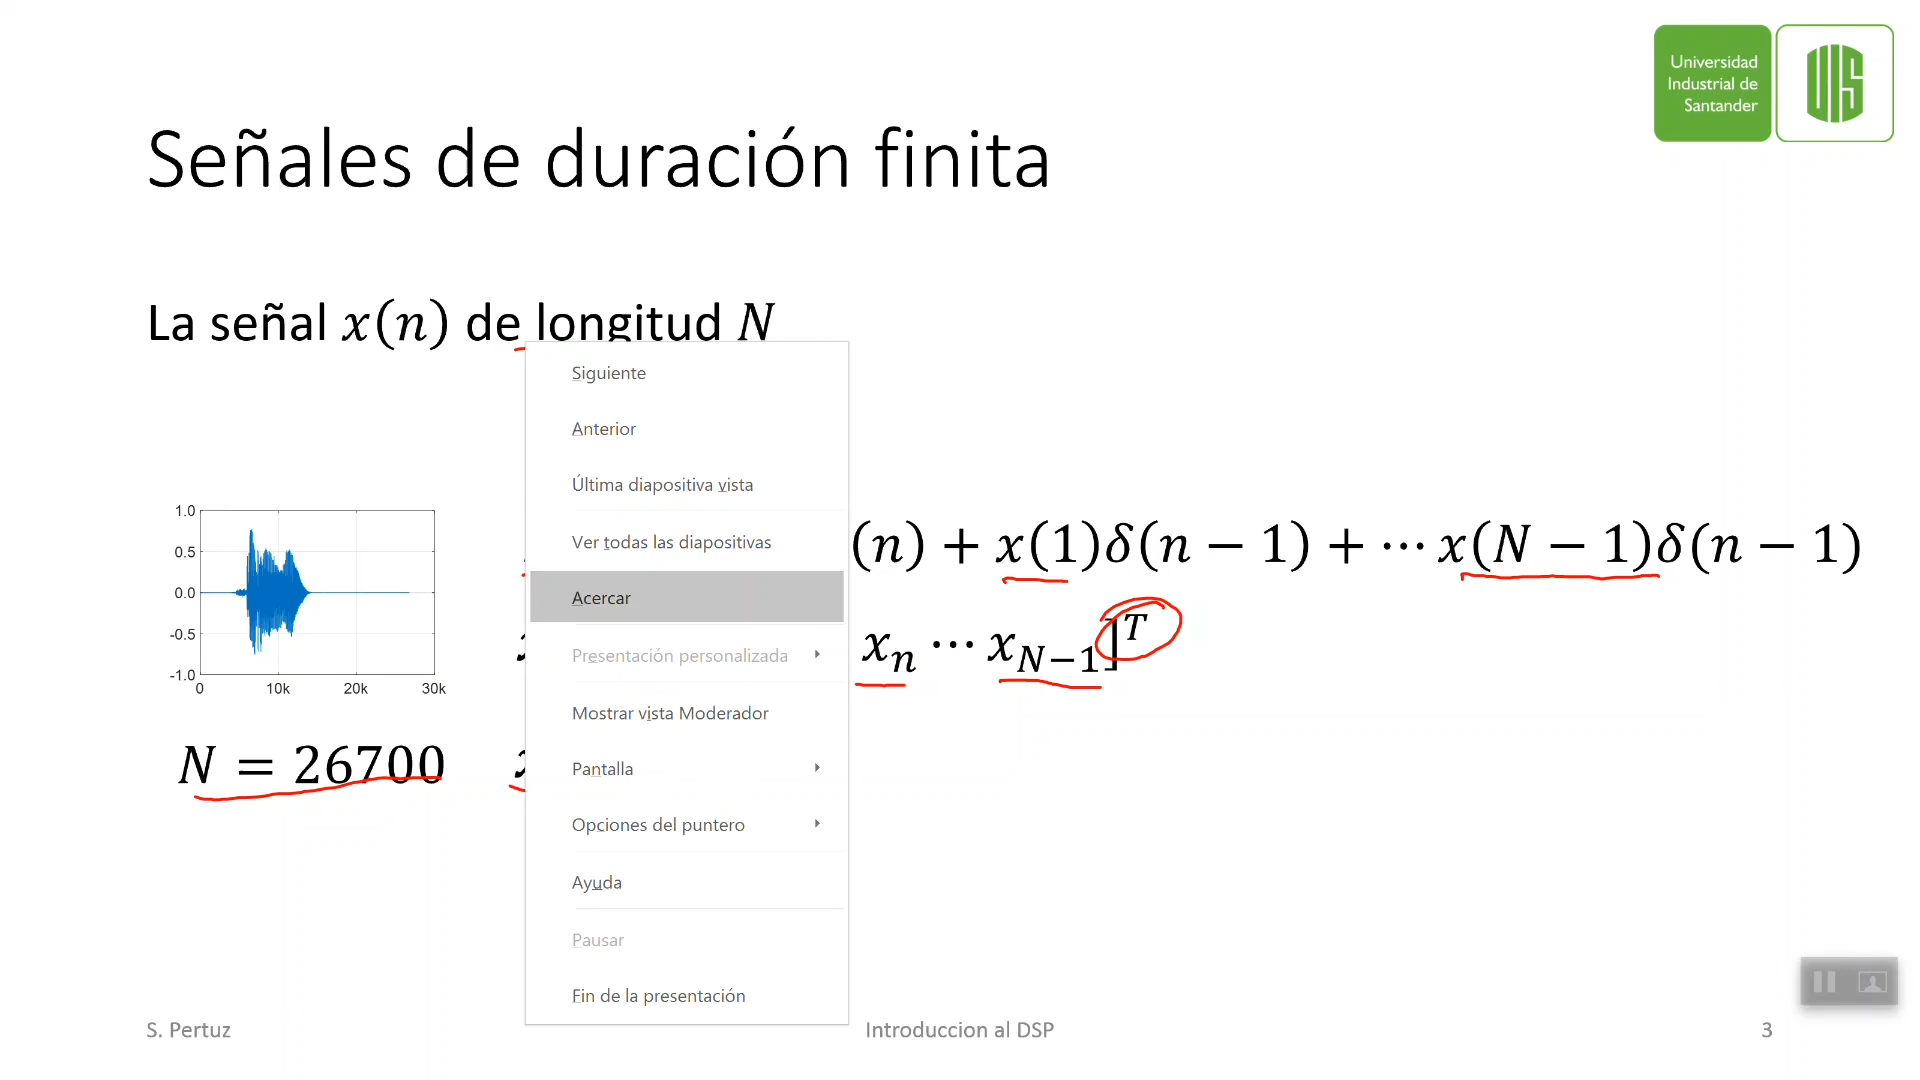 Universidad
Industrial de
Santander
UIS
Señales de duración finita
La señal x(n) de longitud N
Siguiente
Anterior
Última diapositiva vista
Ver todas las diapositivas
Acercar
Presentación personalizada
Mostrar vista Moderador
Pantalla
Opciones del puntero
Ayuda
Pausar
Fin de la presentación
1.0
0.5
0.0
-0.5
-1.0
0 10k 20k 30k
(n) + x(1)δ(n − 1) + ⋯ x(N − 1)δ(n − 1)
xₙ ⋯ x_{N−1}]ᵀ
N = 26700
S. Pertuz
Introduccion al DSP
3